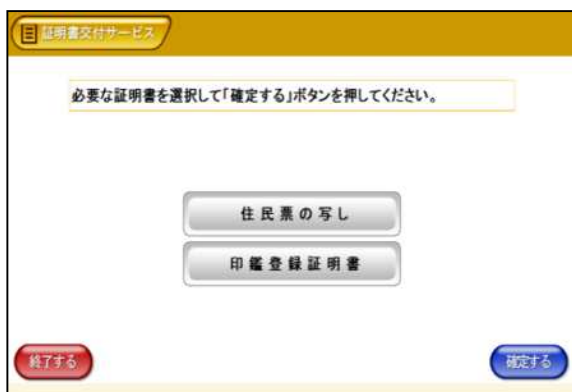 証明書交付サービス
必要な証明書を選択して「確定する」ボタンを押してください。
住民票の写し
印鑑登録証明書
終了する
確定する